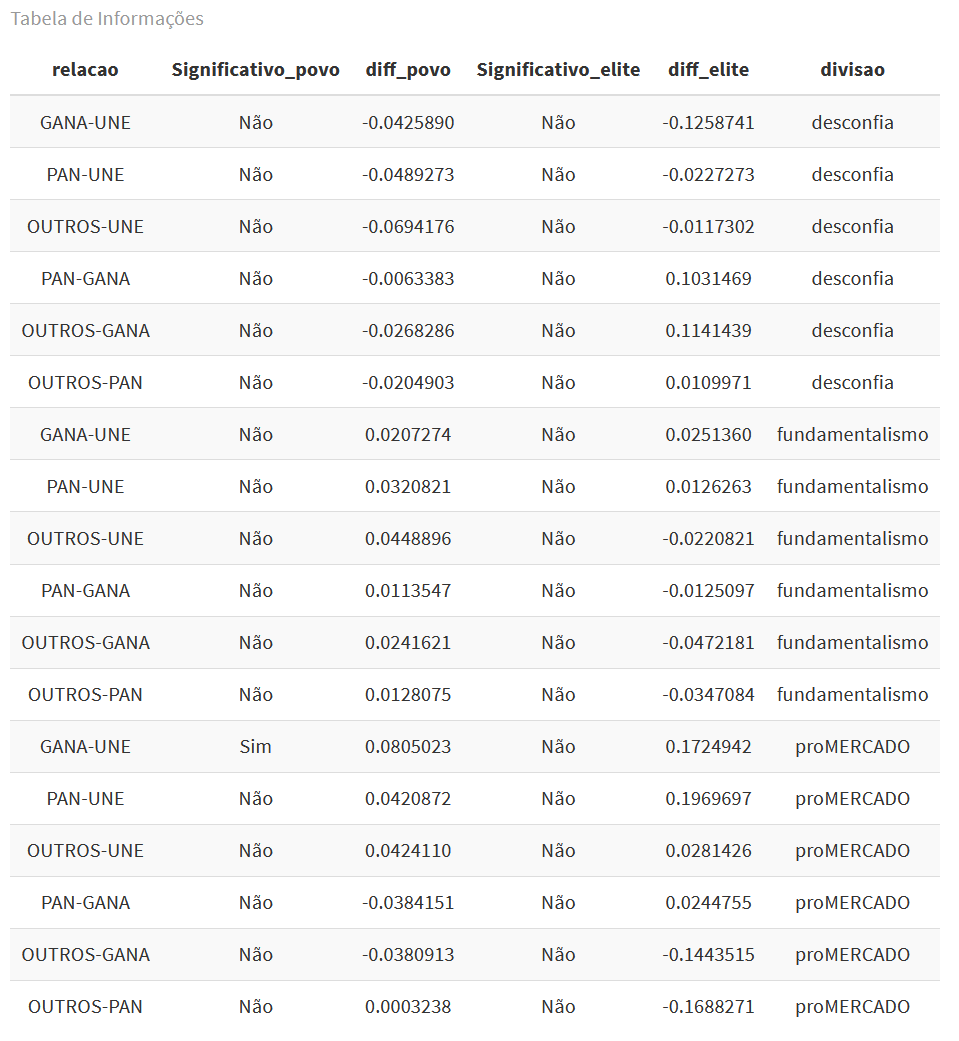 Tabela de Informações
relacao Significativo_povo diff_povo Significativo_elite diff_elite divisao
GANA-UNE Não -0.0425890 Não -0.1258741 desconfia
PAN-UNE Não -0.0489273 Não -0.0227273 desconfia
OUTROS-UNE Não -0.0694176 Não -0.0117302 desconfia
PAN-GANA Não -0.0063383 Não 0.1031469 desconfia
OUTROS-GANA Não -0.0268286 Não 0.1141439 desconfia
OUTROS-PAN Não -0.0204903 Não 0.0109971 desconfia
GANA-UNE Não 0.0207274 Não 0.0251360 fundamentalismo
PAN-UNE Não 0.0320821 Não 0.0126263 fundamentalismo
OUTROS-UNE Não 0.0448896 Não -0.0220821 fundamentalismo
PAN-GANA Não 0.0113547 Não -0.0125097 fundamentalismo
OUTROS-GANA Não 0.0241621 Não -0.0472181 fundamentalismo
OUTROS-PAN Não 0.0128075 Não -0.0347084 fundamentalismo
GANA-UNE Sim 0.0805023 Não 0.1724942 proMERCADO
PAN-UNE Não 0.0420872 Não 0.1969697 proMERCADO
OUTROS-UNE Não 0.0424110 Não 0.0281426 proMERCADO
PAN-GANA Não -0.0384151 Não 0.0244755 proMERCADO
OUTROS-GANA Não -0.0380913 Não -0.1443515 proMERCADO
OUTROS-PAN Não 0.0003238 Não -0.1688271 proMERCADO